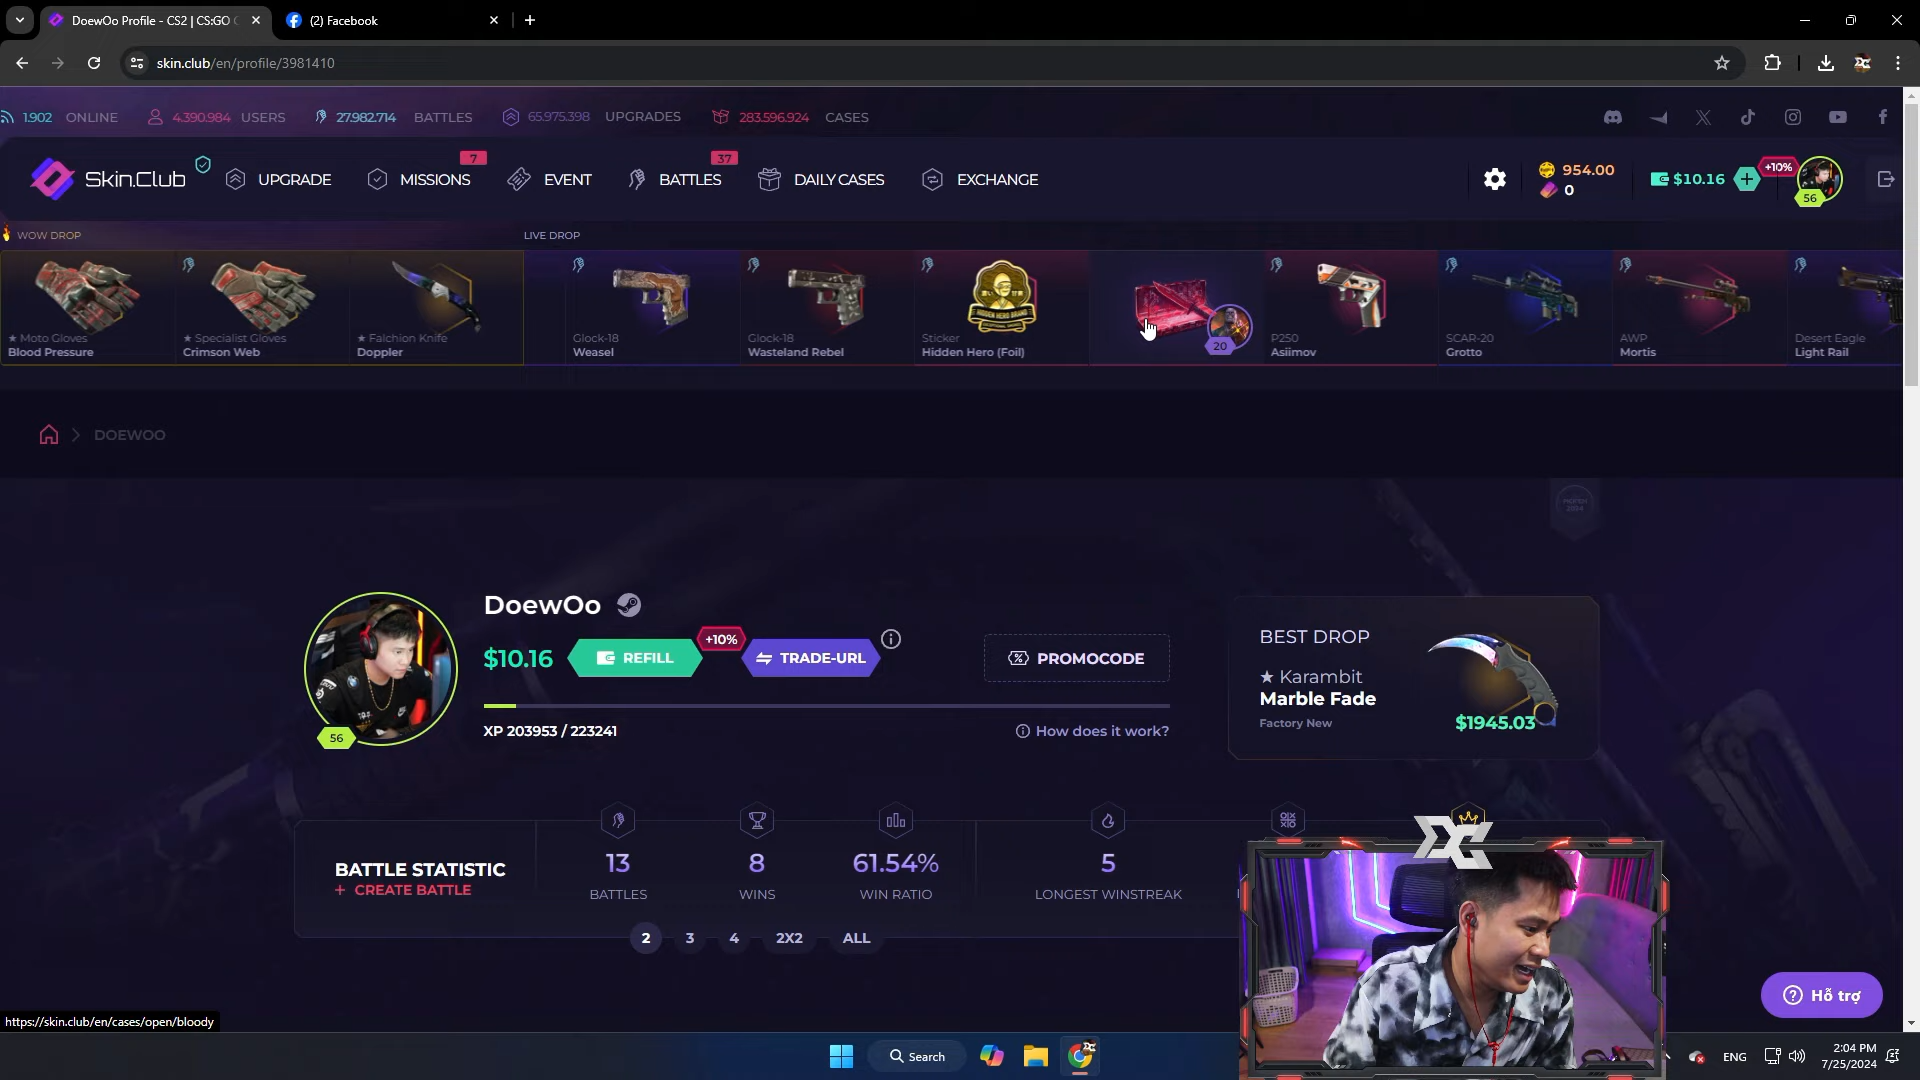 DoewOo Profile - CS2 | CS:GO
(2) Facebook
skin.club/en/profile/3981410
1.902 ONLINE
4.390.984 USERS
27.982.714 BATTLES
65.975.398 UPGRADES
283.596.924 CASES
Skin.Club
UPGRADE
7
MISSIONS
EVENT
37
BATTLES
DAILY CASES
EXCHANGE
954.00
0
$10.16
+10%
56
WOW DROP
LIVE DROP
★ Moto Gloves
Blood Pressure
★ Specialist Gloves
Crimson Web
★ Falchion Knife
Doppler
Glock-18
Weasel
Glock-18
Wasteland Rebel
Sticker
Hidden Hero (Foil)
20
P250
Asiimov
SCAR-20
Grotto
AWP
Mortis
Desert Eagle
Light Rail
DOEWOO
DoewOo
$10.16
REFILL
+10%
TRADE-URL
PROMOCODE
XP 203953 / 223241
How does it work?
56
BEST DROP
★ Karambit
Marble Fade
Factory New
$1945.03
BATTLE STATISTIC
+ CREATE BATTLE
13
BATTLES
8
WINS
61.54%
WIN RATIO
5
LONGEST WINSTREAK
2
3
4
2X2
ALL
DC
Hỗ trợ
https://skin.club/en/cases/open/bloody
Search
ENG
2:04 PM
7/25/2024